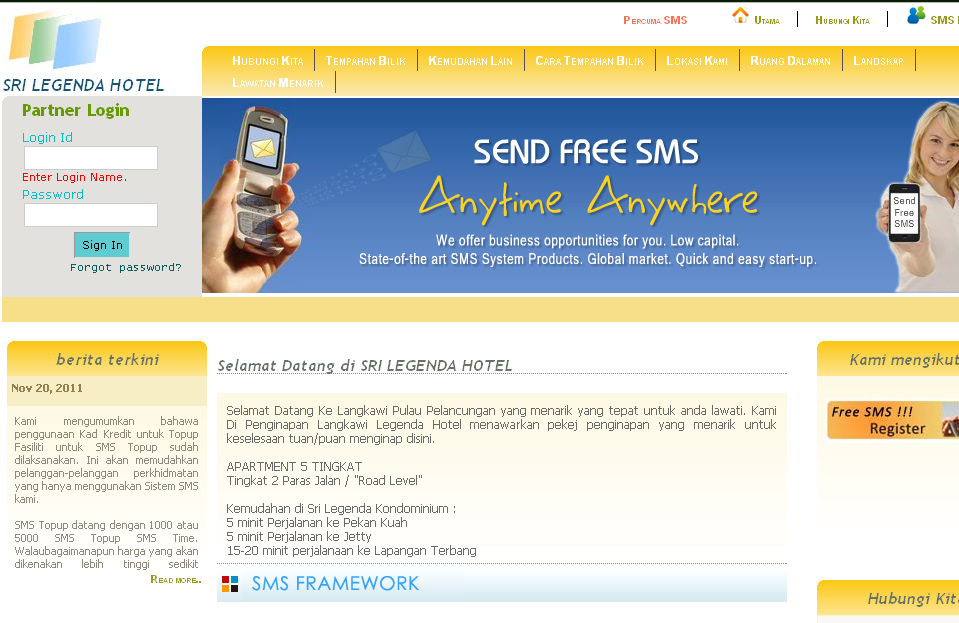 PERCUMA SMS
UTAMA
HUBUNGI KITA
SMS
SRI LEGENDA HOTEL
HUBUNGI KITA
TEMPAHAN BILIK
KEMUDAHAN LAIN
CARA TEMPAHAN BILIK
LOKASI KAMI
RUANG DALAMAN
LANDSKAP
LAWATAN MENARIK
Partner Login
Login Id
Enter Login Name.
Password
Sign In
Forgot password?
SEND FREE SMS
Anytime Anywhere
We offer business opportunities for you. Low capital.
State-of-the art SMS System Products. Global market. Quick and easy start-up.
Send
Free
SMS
berita terkini
Nov 20, 2011
Kami mengumumkan bahawa
penggunaan Kad Kredit untuk Topup
Fasiliti untuk SMS Topup sudah
dilaksanakan. Ini akan memudahkan
pelanggan-pelanggan perkhidmatan
yang hanya menggunakan Sistem SMS
kami.
SMS Topup datang dengan 1000 atau
5000 SMS Topup SMS Time.
Walaubagaimanapun harga yang akan
dikenakan lebih tinggi sedikit
READ MORE..
Selamat Datang di SRI LEGENDA HOTEL
Selamat Datang Ke Langkawi Pulau Pelancungan yang menarik yang tepat untuk anda lawati. Kami
Di Penginapan Langkawi Legenda Hotel menawarkan pekej penginapan yang menarik untuk
keselesaan tuan/puan menginap disini.
APARTMENT 5 TINGKAT
Tingkat 2 Paras Jalan / "Road Level"
Kemudahan di Sri Legenda Kondominium :
5 minit Perjalanan ke Pekan Kuah
5 minit Perjalanan ke Jetty
15-20 minit perjalanaan ke Lapangan Terbang
SMS FRAMEWORK
Kami mengikut
Free SMS !!!
Register
Hubungi Kita